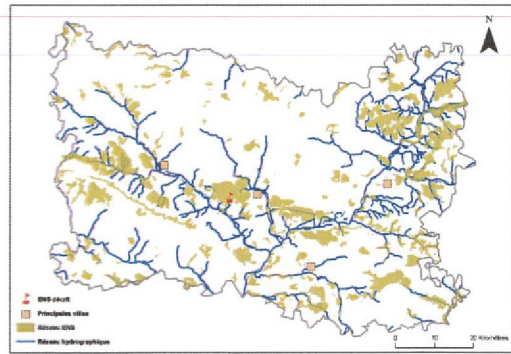 N
ENS décrit
Principales villes
Réseau ENS
Réseau hydrographique
0 10 20 Kilomètres